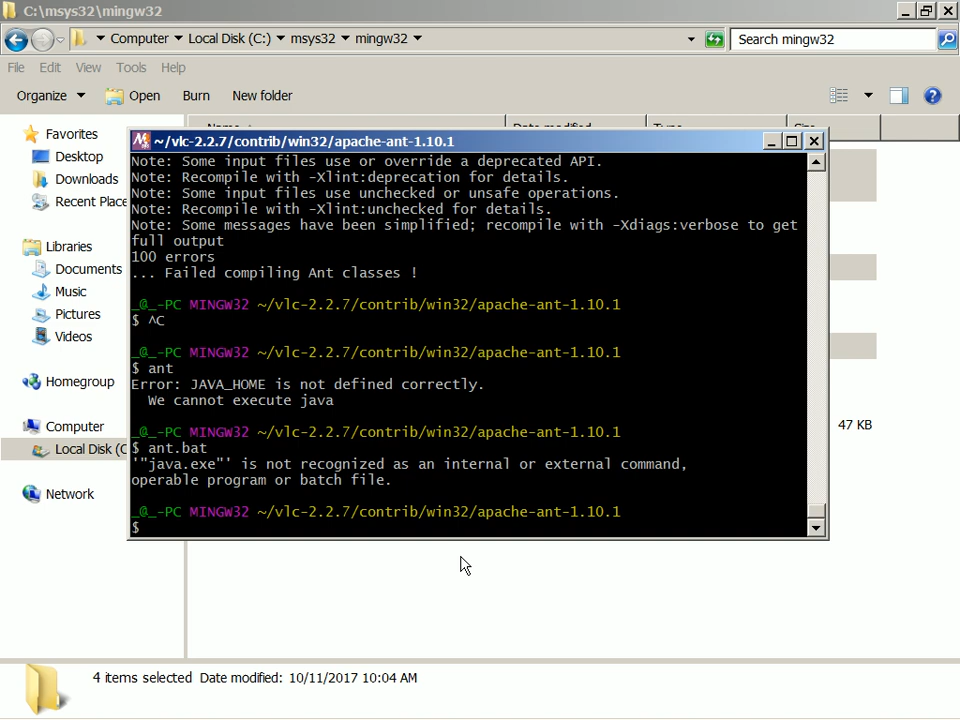 C:\msys32\mingw32
Computer Local Disk (C:) msys32 mingw32
Search mingw32
File Edit View Tools Help
Organize Open Burn New folder
Favorites
Desktop
Downloads
Recent Place
Libraries
Documents
Music
Pictures
Videos
Homegroup
Computer
Local Disk (C
Network
~/vlc-2.2.7/contrib/win32/apache-ant-1.10.1
Note: Some input files use or override a deprecated API.
Note: Recompile with -Xlint:deprecation for details.
Note: Some input files use unchecked or unsafe operations.
Note: Recompile with -Xlint:unchecked for details.
Note: Some messages have been simplified; recompile with -Xdiags:verbose to get
full output
100 errors
... Failed compiling Ant classes !
_@_-PC MINGW32 ~/vlc-2.2.7/contrib/win32/apache-ant-1.10.1
$ ^C
_@_-PC MINGW32 ~/vlc-2.2.7/contrib/win32/apache-ant-1.10.1
$ ant
Error: JAVA_HOME is not defined correctly.
We cannot execute java
_@_-PC MINGW32 ~/vlc-2.2.7/contrib/win32/apache-ant-1.10.1
$ ant.bat
'"java.exe"' is not recognized as an internal or external command,
operable program or batch file.
_@_-PC MINGW32 ~/vlc-2.2.7/contrib/win32/apache-ant-1.10.1
$
47 KB
4 items selected Date modified: 10/11/2017 10:04 AM